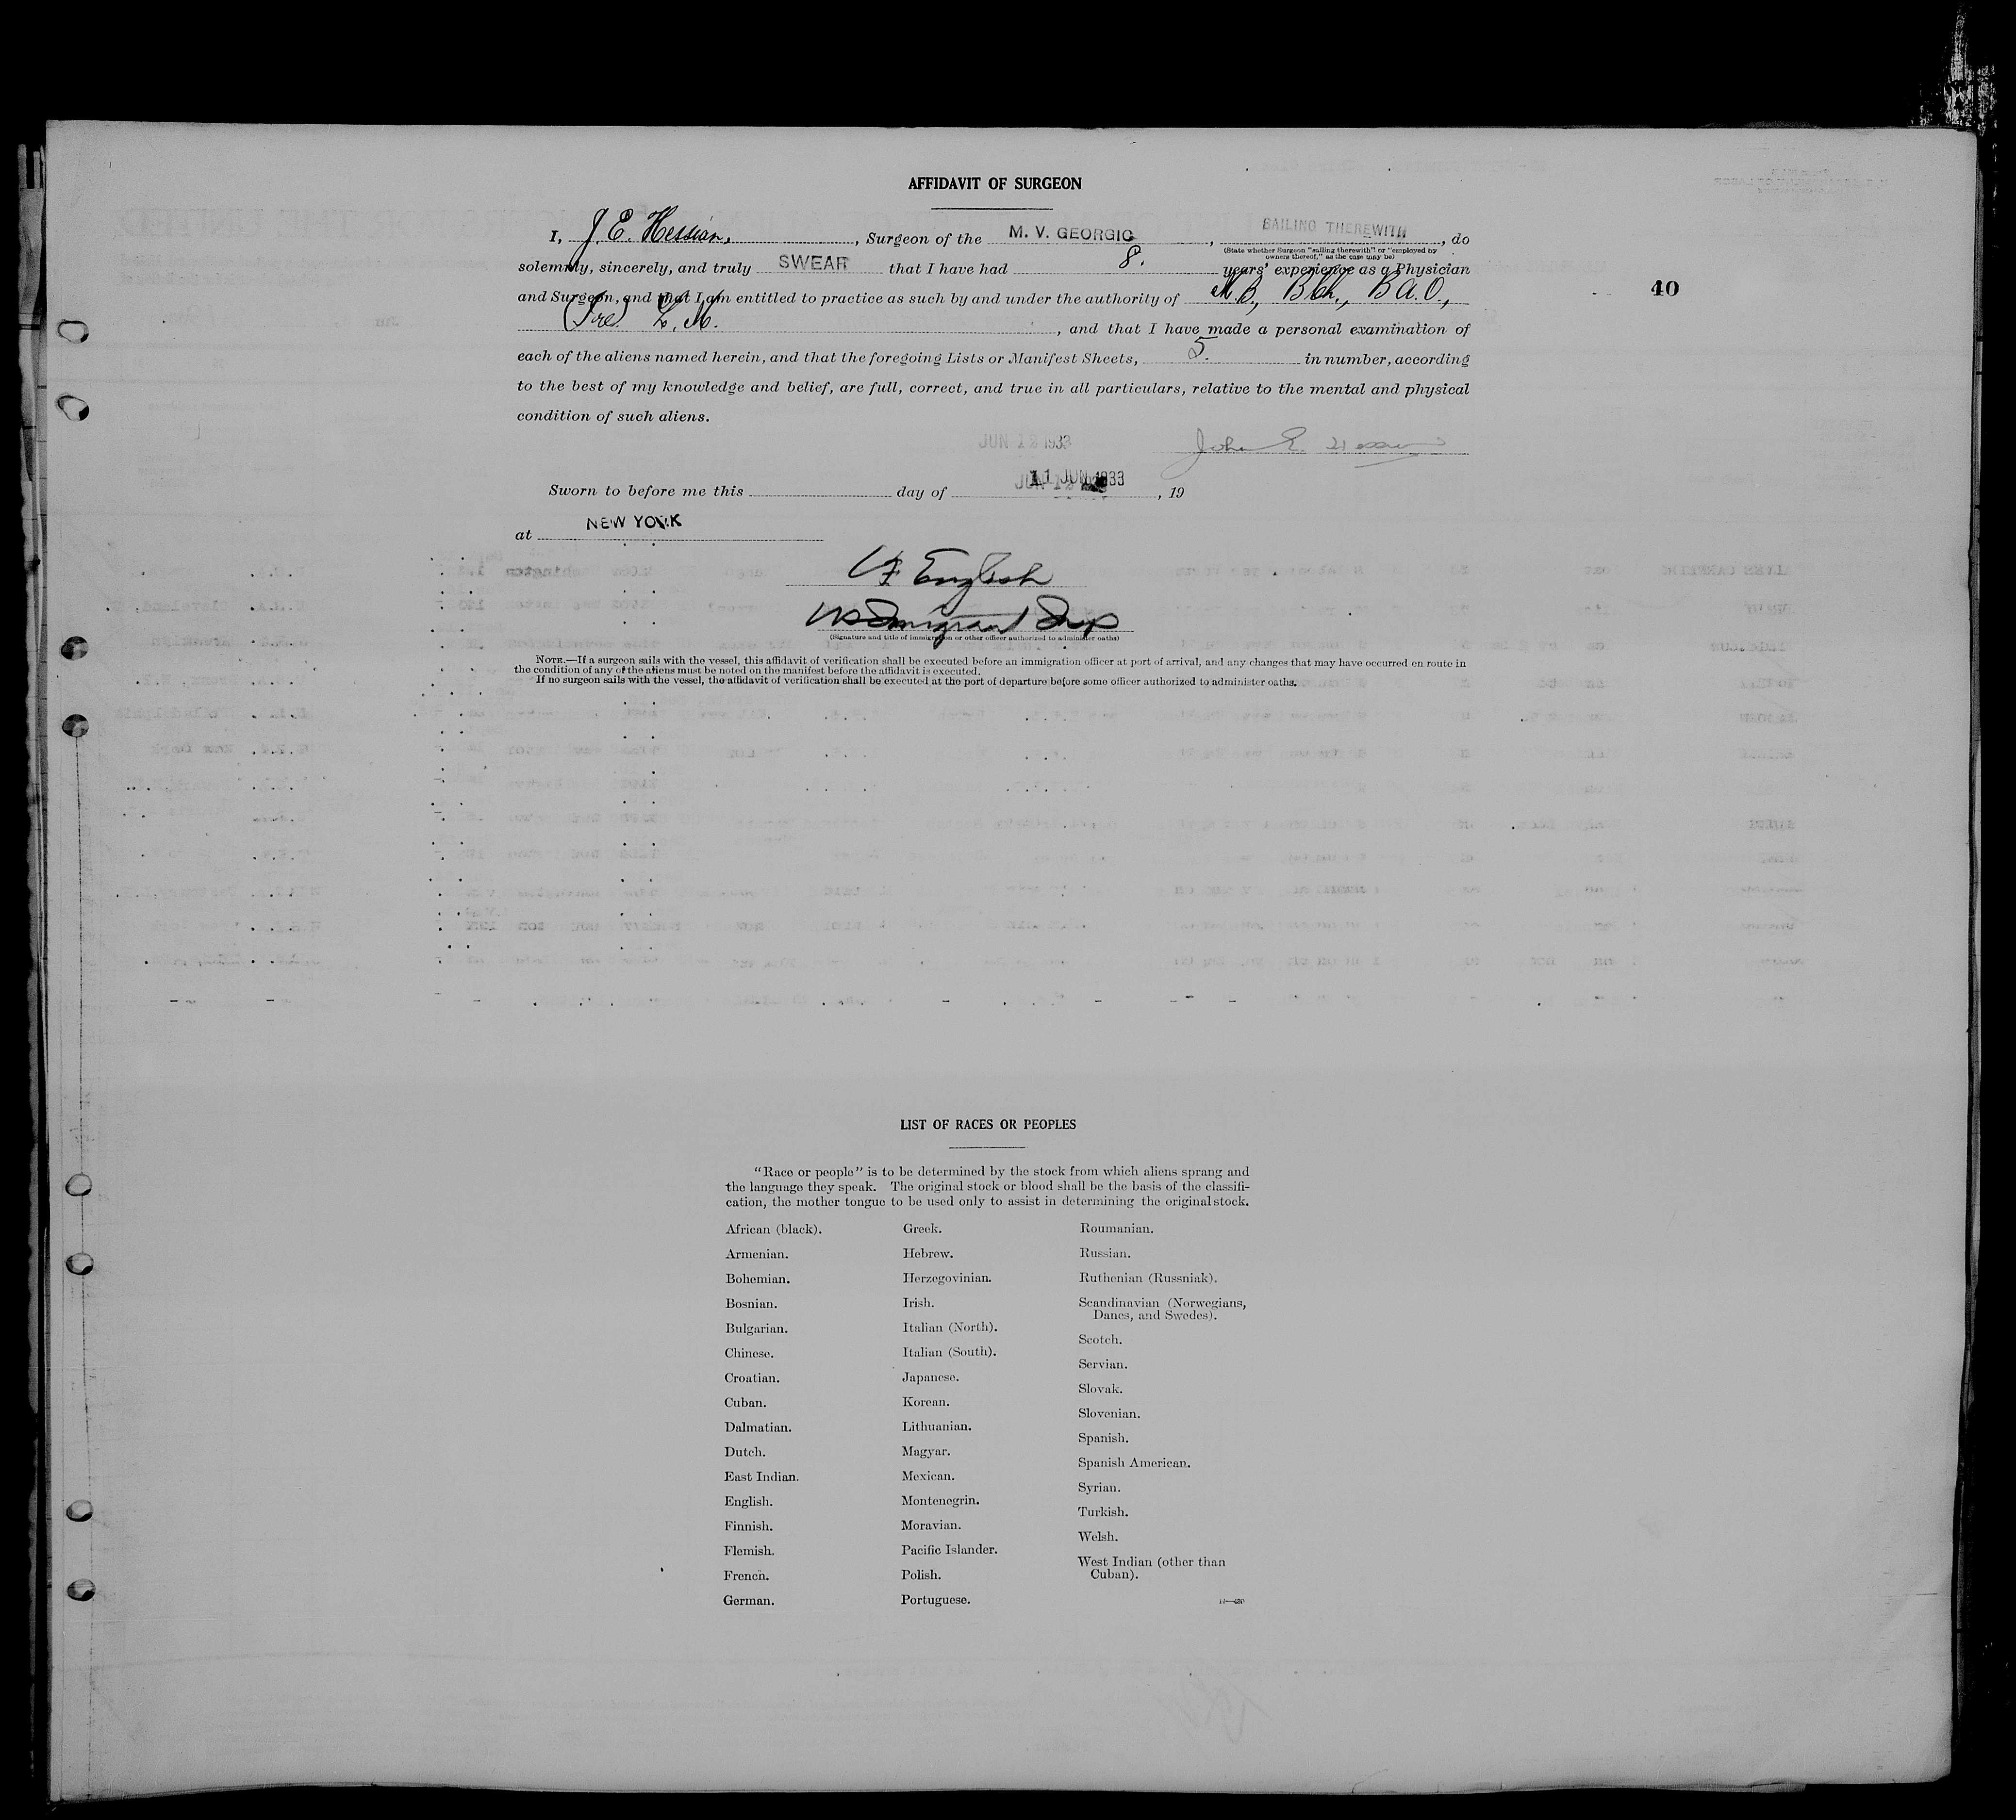 AFFIDAVIT OF SURGEON
I, J. E. Hessian, , Surgeon of the M. V. GEORGIC , SAILING THEREWITH , do
(State whether Surgeon "sailing therewith" or "employed by
owners thereof," as the case may be)
solemnly, sincerely, and truly SWEAR that I have had 8. years' experience as a Physician
40
and Surgeon, and that I am entitled to practice as such by and under the authority of M.B., B.Ch., B.A.O.,
(Irel) L.M. , and that I have made a personal examination of
each of the aliens named herein, and that the foregoing Lists or Manifest Sheets, 5. in number, according
to the best of my knowledge and belief, are full, correct, and true in all particulars, relative to the mental and physical
condition of such aliens.
JUN 12 1933 John E. Hessian
Sworn to before me this day of 11 JUN 1933 , 19
at NEW YORK
English
US Immigrant Insp
(Signature and title of immigration or other officer authorized to administer oaths)
NOTE.—If a surgeon sails with the vessel, this affidavit of verification shall be executed before an immigration officer at port of arrival, and any changes that may have occurred en route in
the condition of any of the aliens must be noted on the manifest before the affidavit is executed.
If no surgeon sails with the vessel, the affidavit of verification shall be executed at the port of departure before some officer authorized to administer oaths.
LIST OF RACES OR PEOPLES
"Race or people" is to be determined by the stock from which aliens sprang and
the language they speak. The original stock or blood shall be the basis of the classifi-
cation, the mother tongue to be used only to assist in determining the original stock.
African (black).
Armenian.
Bohemian.
Bosnian.
Bulgarian.
Chinese.
Croatian.
Cuban.
Dalmatian.
Dutch.
East Indian.
English.
Finnish.
Flemish.
French.
German.
Greek.
Hebrew.
Herzegovinian.
Irish.
Italian (North).
Italian (South).
Japanese.
Korean.
Lithuanian.
Magyar.
Mexican.
Montenegrin.
Moravian.
Pacific Islander.
Polish.
Portuguese.
Roumanian.
Russian.
Ruthenian (Russniak).
Scandinavian (Norwegians,
Danes, and Swedes).
Scotch.
Servian.
Slovak.
Slovenian.
Spanish.
Spanish American.
Syrian.
Turkish.
Welsh.
West Indian (other than
Cuban).